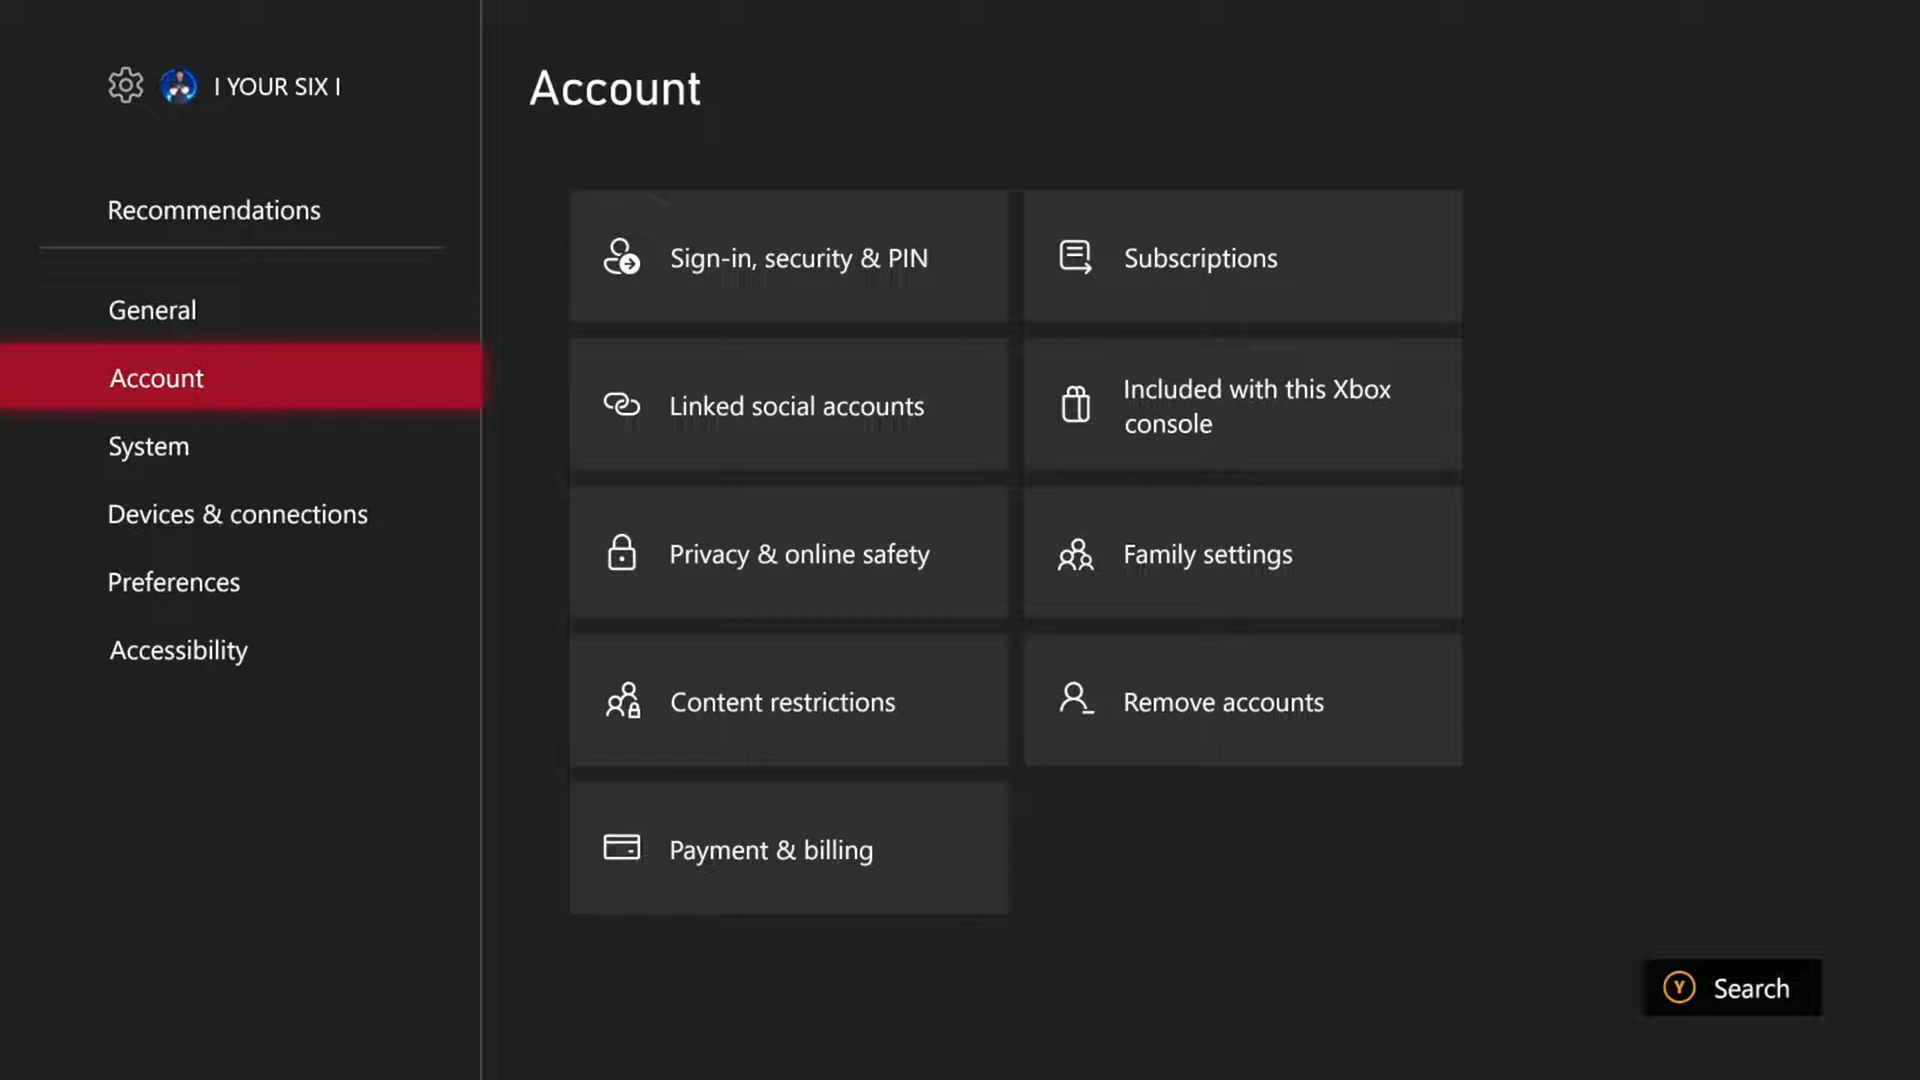 I YOUR SIX I
Recommendations
General
Account
System
Devices & connections
Preferences
Accessibility
Account
Sign-in, security & PIN
Subscriptions
Linked social accounts
Included with this Xbox
console
Privacy & online safety
Family settings
Content restrictions
Remove accounts
Payment & billing
Y Search